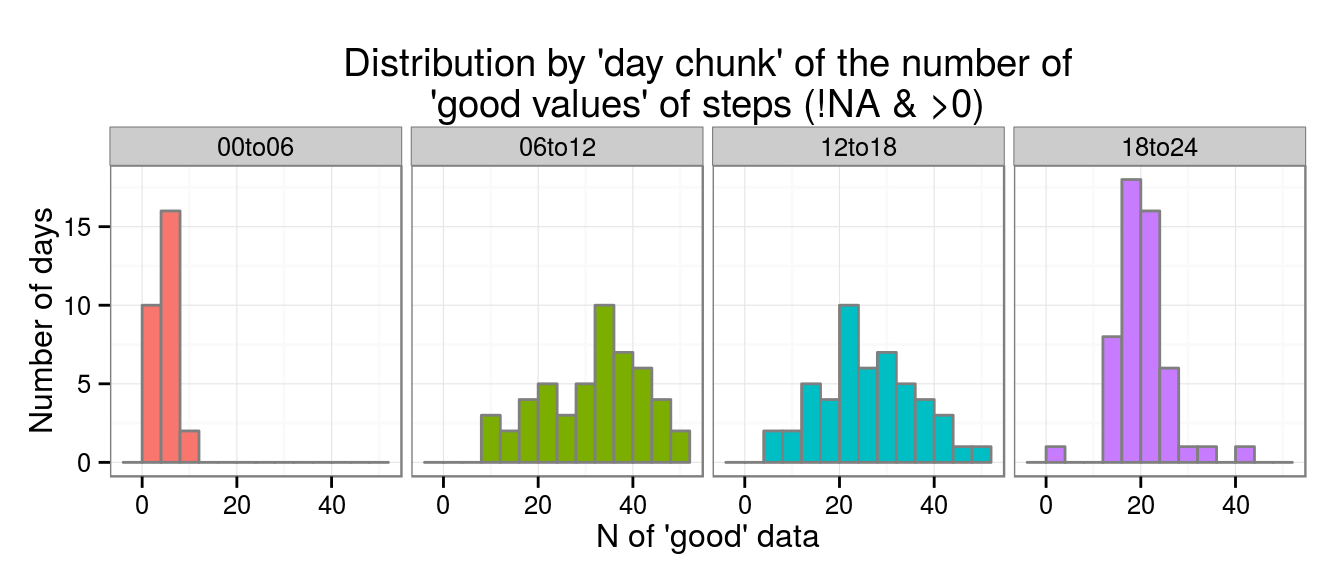 Distribution by 'day chunk' of the number of
'good values' of steps (!NA & >0)
00to06 06to12 12to18 18to24
Number of days
15
10
5
0
0 20 40 0 20 40 0 20 40 0 20 40
N of 'good' data